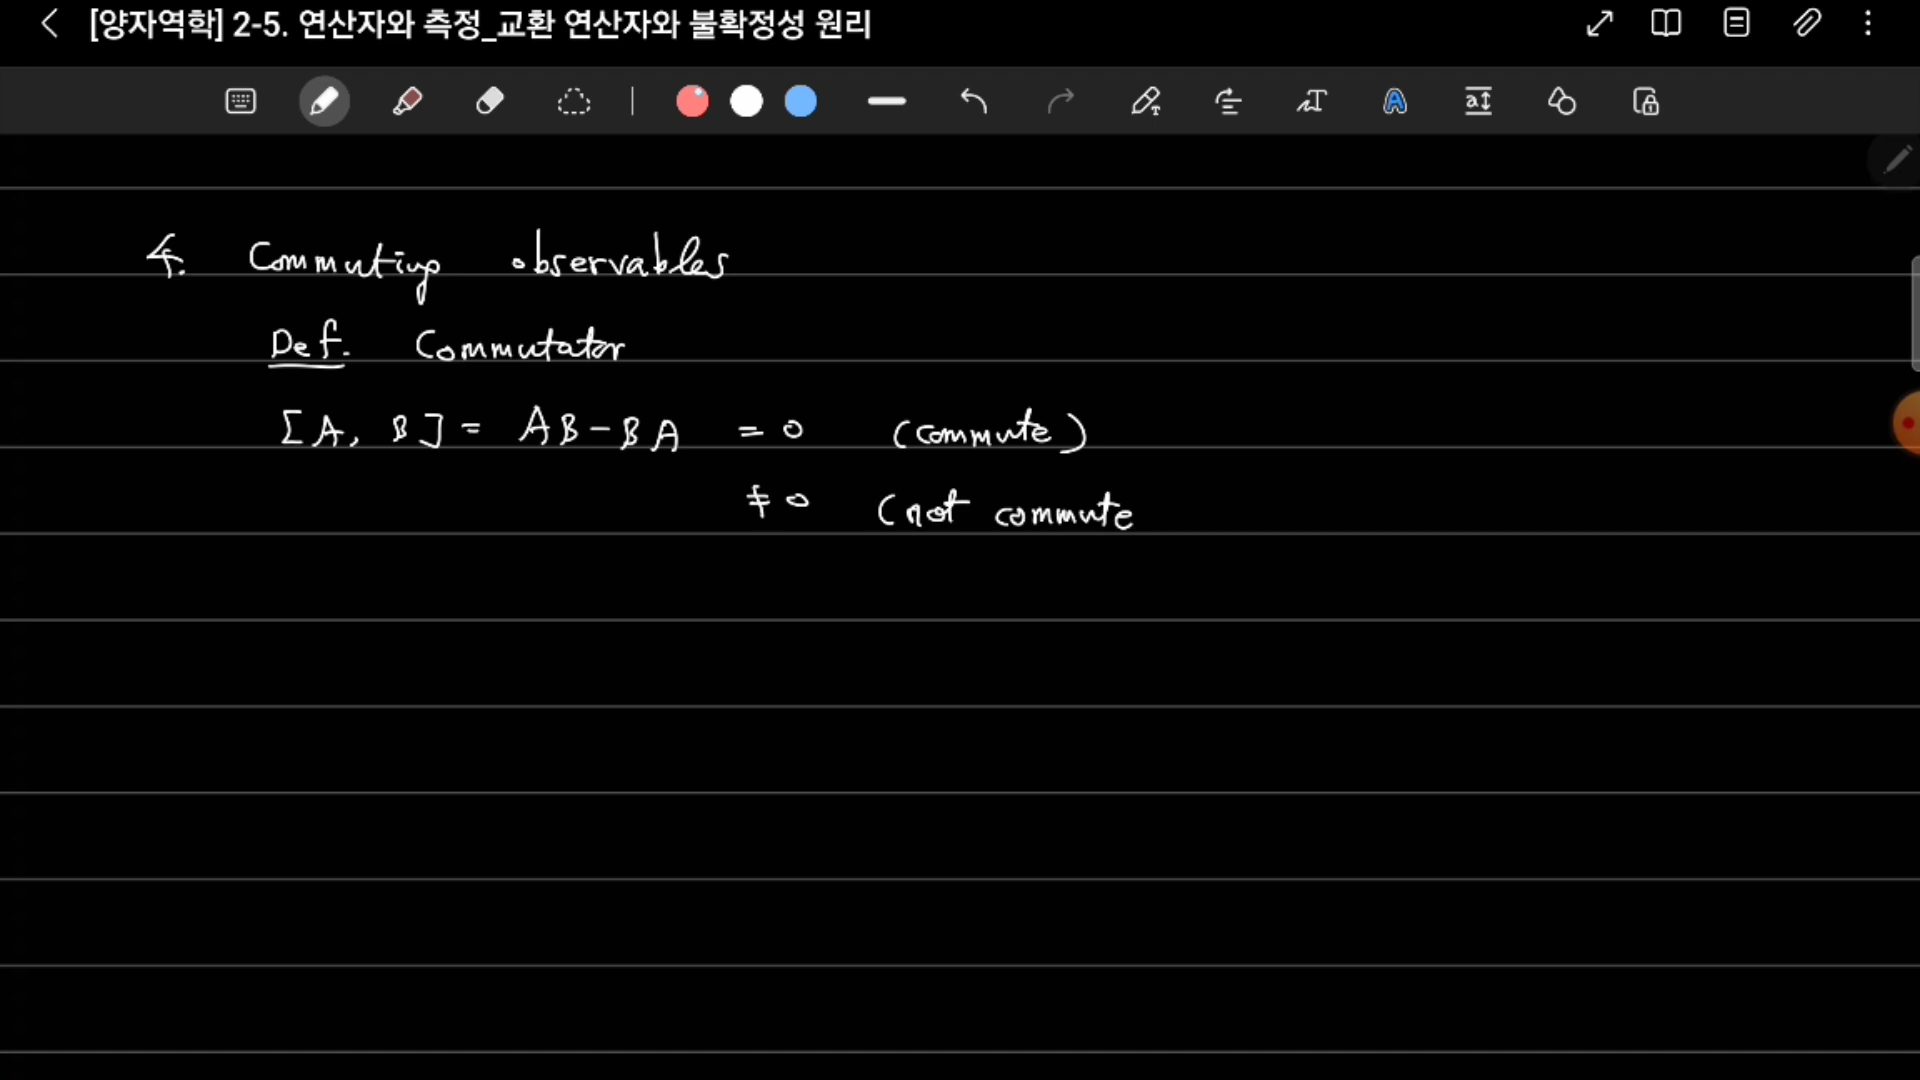 [양자역학] 2-5. 연산자와 측정_교환 연산자와 불확정성 원리
4. Commuting observables
Def. Commutator
[A, B] = AB-BA = 0 (commute)
≠ 0 (not commute